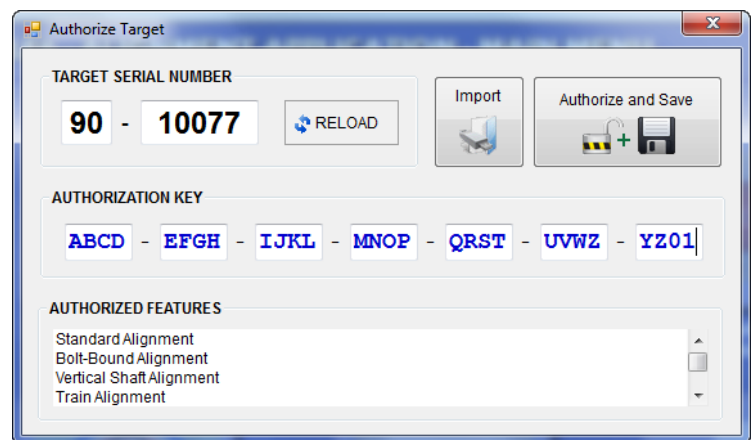 Authorize Target
TARGET SERIAL NUMBER
90 - 10077
RELOAD
Import
Authorize and Save
AUTHORIZATION KEY
ABCD - EFGH - IJKL - MNOP - QRST - UVWZ - YZ01
AUTHORIZED FEATURES
Standard Alignment
Bolt-Bound Alignment
Vertical Shaft Alignment
Train Alignment